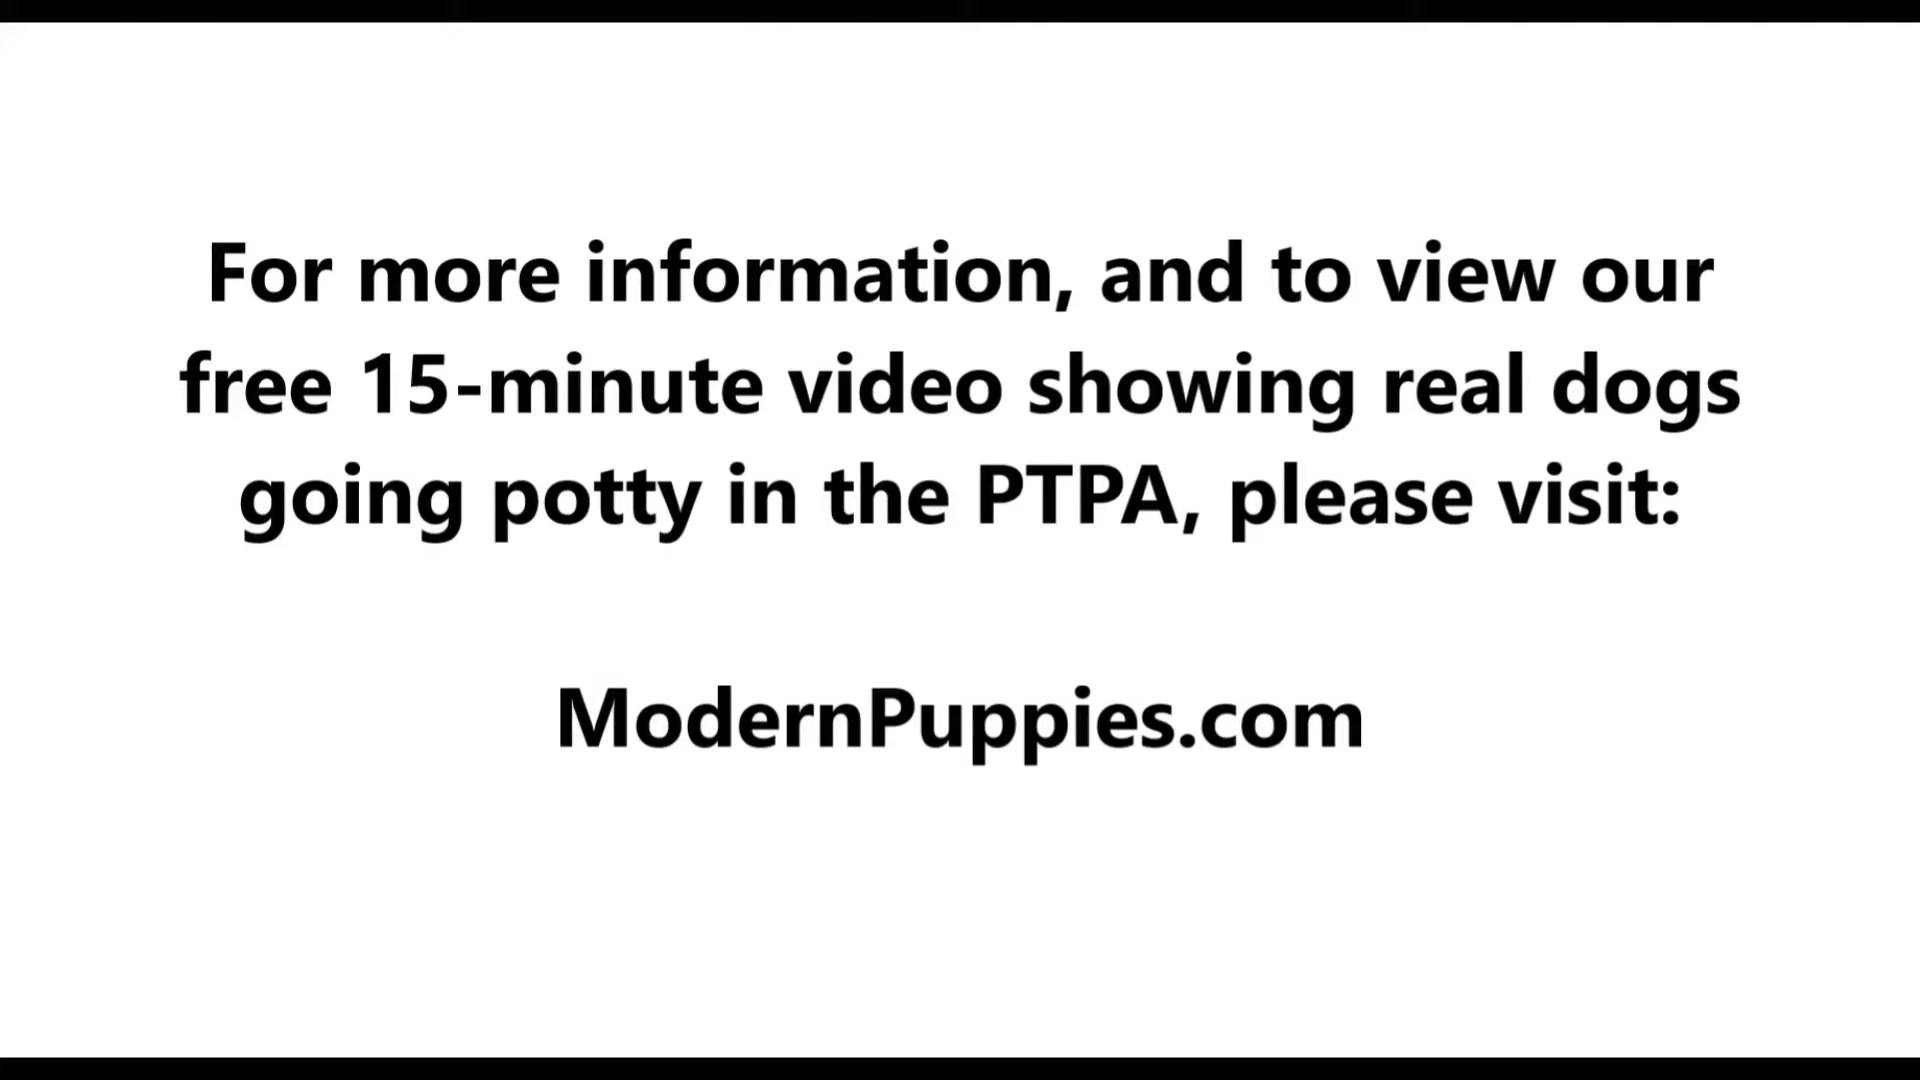 For more information, and to view our
free 15-minute video showing real dogs
going potty in the PTPA, please visit:
ModernPuppies.com